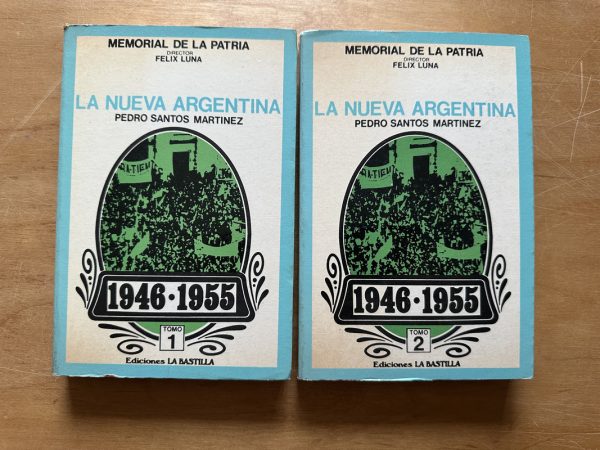 MEMORIAL DE LA PATRIA
DIRECTOR
FELIX LUNA
LA NUEVA ARGENTINA
PEDRO SANTOS MARTINEZ
1946·1955
TOMO
1
Ediciones LA BASTILLA
MEMORIAL DE LA PATRIA
DIRECTOR
FELIX LUNA
LA NUEVA ARGENTINA
PEDRO SANTOS MARTINEZ
1946·1955
TOMO
2
Ediciones LA BASTILLA